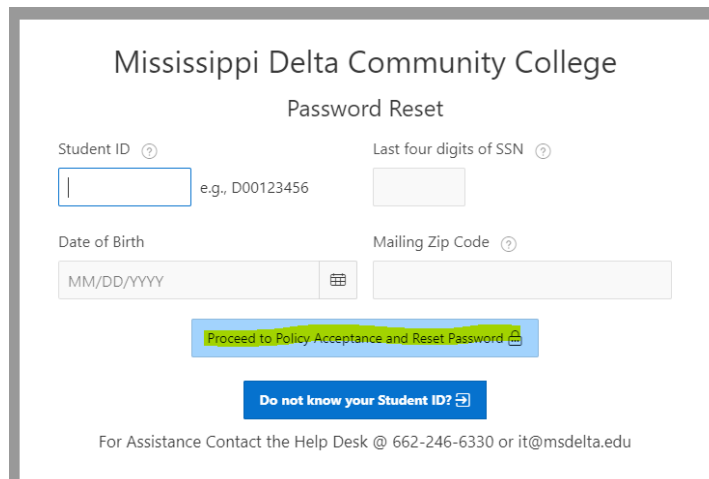 Mississippi Delta Community College
Password Reset
Student ID ? Last four digits of SSN ?
e.g., D00123456
Date of Birth Mailing Zip Code ?
MM/DD/YYYY
Proceed to Policy Acceptance and Reset Password
Do not know your Student ID?
For Assistance Contact the Help Desk @ 662-246-6330 or it@msdelta.edu